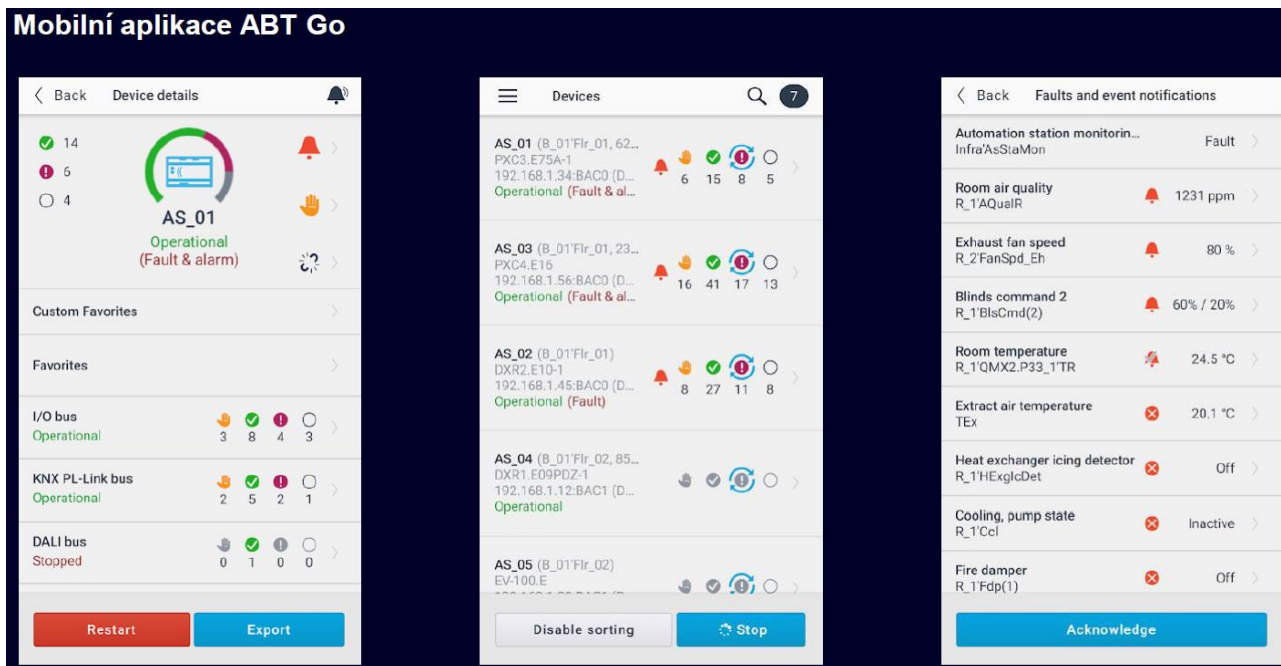 Mobilní aplikace ABT Go
Back Device details
14
6
4
AS_01
Operational
(Fault & alarm)
Custom Favorites
Favorites
I/O bus
Operational
3 8 4 3
KNX PL-Link bus
Operational
2 5 2 1
DALI bus
Stopped
0 1 0 0
Restart Export
Devices 7
AS_01 (B_01'Flr_01, 62...
PXC3.E75A-1
192.168.1.34:BAC0 (D...
Operational (Fault & al...
6 15 8 5
AS_03 (B_01'Flr_01, 23...
PXC4.E16
192.168.1.56:BAC0 (D...
Operational (Fault & al...
16 41 17 13
AS_02 (B_01'Flr_01)
DXR2.E10-1
192.168.1.45:BAC0 (D...
Operational (Fault)
8 27 11 8
AS_04 (B_01'Flr_02, 85...
DXR1.E09PDZ-1
192.168.1.12:BAC1 (D...
Operational
AS_05 (B_01'Flr_02)
EV-100.E
Disable sorting Stop
Back Faults and event notifications
Automation station monitorin...
Infra'AsStaMon
Fault
Room air quality
R_1'AQualR
1231 ppm
Exhaust fan speed
R_2'FanSpd_Eh
80 %
Blinds command 2
R_1'BlsCmd(2)
60% / 20%
Room temperature
R_1'QMX2.P33_1'TR
24.5 °C
Extract air temperature
TEx
20.1 °C
Heat exchanger icing detector
R_1'HExgIcDet
Off
Cooling, pump state
R_1'Ccl
Inactive
Fire damper
R_1'Fdp(1)
Off
Acknowledge